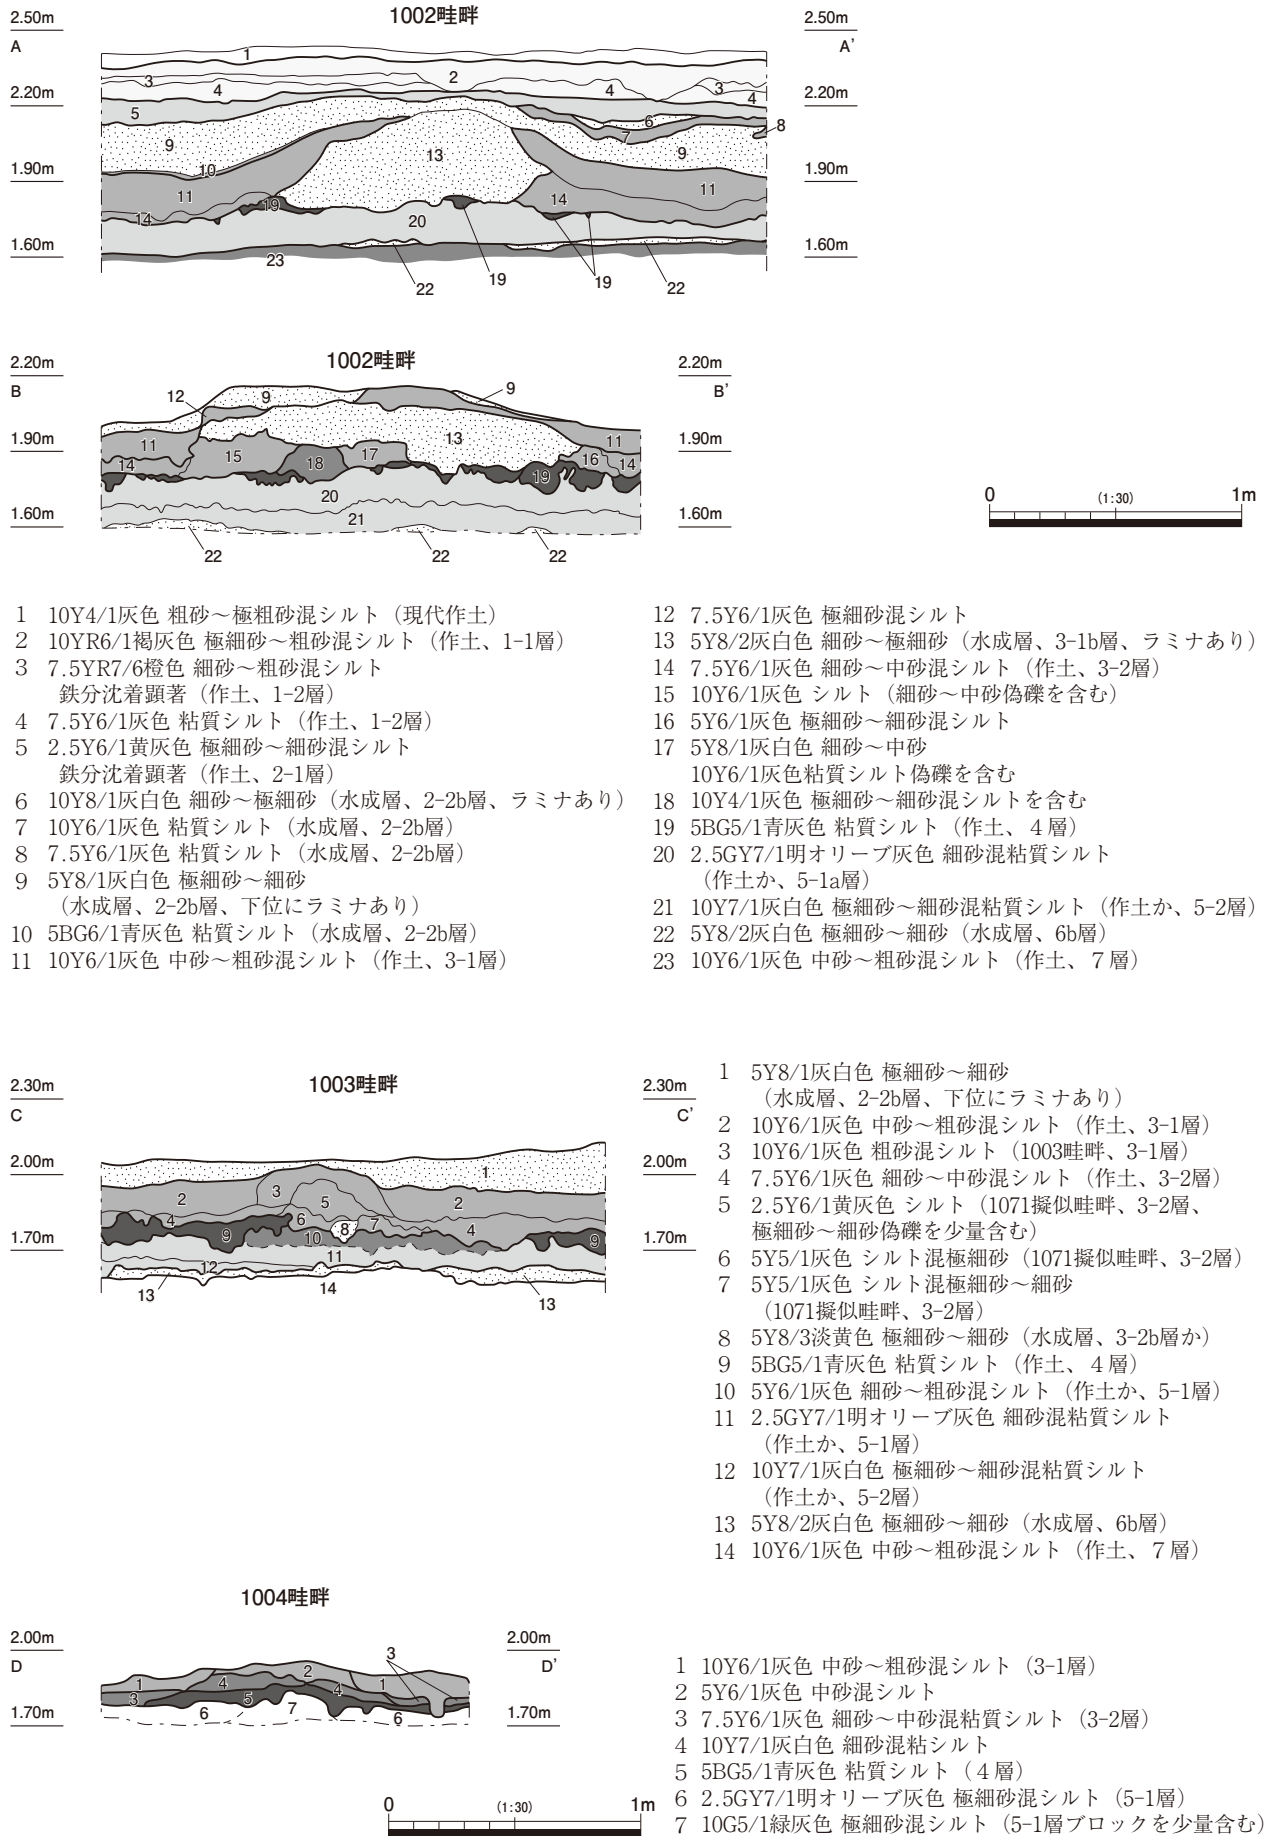 1002畦畔
2.50m
A
2.50m
A'
2.20m
2.20m
1.90m
1.90m
1.60m
1.60m
1
3
4
2
4
3
4
5
6
7
8
9
9
10
11
13
11
14
14
19
20
23
22
19
19
22
1002畦畔
2.20m
B
2.20m
B'
1.90m
1.90m
1.60m
1.60m
12
9
9
11
13
11
14
15
18
17
16
14
19
20
21
22
22
22
0
(1:30)
1m
1 10Y4/1灰色 粗砂～極粗砂混シルト（現代作土）
2 10YR6/1褐灰色 極細砂～粗砂混シルト（作土、1-1層）
3 7.5YR7/6橙色 細砂～粗砂混シルト
鉄分沈着顕著（作土、1-2層）
4 7.5Y6/1灰色 粘質シルト（作土、1-2層）
5 2.5Y6/1黄灰色 極細砂～細砂混シルト
鉄分沈着顕著（作土、2-1層）
6 10Y8/1灰白色 細砂～極細砂（水成層、2-2b層、ラミナあり）
7 10Y6/1灰色 粘質シルト（水成層、2-2b層）
8 7.5Y6/1灰色 粘質シルト（水成層、2-2b層）
9 5Y8/1灰白色 極細砂～細砂
（水成層、2-2b層、下位にラミナあり）
10 5BG6/1青灰色 粘質シルト（水成層、2-2b層）
11 10Y6/1灰色 中砂～粗砂混シルト（作土、3-1層）
12 7.5Y6/1灰色 極細砂混シルト
13 5Y8/2灰白色 細砂～極細砂（水成層、3-1b層、ラミナあり）
14 7.5Y6/1灰色 細砂～中砂混シルト（作土、3-2層）
15 10Y6/1灰色 シルト（細砂～中砂偽礫を含む）
16 5Y6/1灰色 極細砂～細砂混シルト
17 5Y8/1灰白色 細砂～中砂
10Y6/1灰色粘質シルト偽礫を含む
18 10Y4/1灰色 極細砂～細砂混シルトを含む
19 5BG5/1青灰色 粘質シルト（作土、４層）
20 2.5GY7/1明オリーブ灰色 細砂混粘質シルト
（作土か、5-1a層）
21 10Y7/1灰白色 極細砂～細砂混粘質シルト（作土か、5-2層）
22 5Y8/2灰白色 極細砂～細砂（水成層、6b層）
23 10Y6/1灰色 中砂～粗砂混シルト（作土、７層）
1003畦畔
2.30m
C
2.30m
C'
2.00m
2.00m
1.70m
1.70m
1
2
3
5
2
4
6
8
7
4
9
10
9
11
12
13
14
13
1 5Y8/1灰白色 極細砂～細砂
（水成層、2-2b層、下位にラミナあり）
2 10Y6/1灰色 中砂～粗砂混シルト（作土、3-1層）
3 10Y6/1灰色 粗砂混シルト（1003畦畔、3-1層）
4 7.5Y6/1灰色 細砂～中砂混シルト（作土、3-2層）
5 2.5Y6/1黄灰色 シルト（1071擬似畦畔、3-2層、
極細砂～細砂偽礫を少量含む）
6 5Y5/1灰色 シルト混極細砂（1071擬似畦畔、3-2層）
7 5Y5/1灰色 シルト混極細砂～細砂
（1071擬似畦畔、3-2層）
8 5Y8/3淡黄色 極細砂～細砂（水成層、3-2b層か）
9 5BG5/1青灰色 粘質シルト（作土、４層）
10 5Y6/1灰色 細砂～粗砂混シルト（作土か、5-1層）
11 2.5GY7/1明オリーブ灰色 細砂混粘質シルト
（作土か、5-1層）
12 10Y7/1灰白色 極細砂～細砂混粘質シルト
（作土か、5-2層）
13 5Y8/2灰白色 極細砂～細砂（水成層、6b層）
14 10Y6/1灰色 中砂～粗砂混シルト（作土、７層）
1004畦畔
2.00m
D
2.00m
D'
1.70m
1.70m
3
1
4
2
4
1
3
5
6
7
6
0
(1:30)
1m
1 10Y6/1灰色 中砂～粗砂混シルト（3-1層）
2 5Y6/1灰色 中砂混シルト
3 7.5Y6/1灰色 細砂～中砂混粘質シルト（3-2層）
4 10Y7/1灰白色 細砂混粘シルト
5 5BG5/1青灰色 粘質シルト（４層）
6 2.5GY7/1明オリーブ灰色 極細砂混シルト（5-1層）
7 10G5/1緑灰色 極細砂混シルト（5-1層ブロックを少量含む）